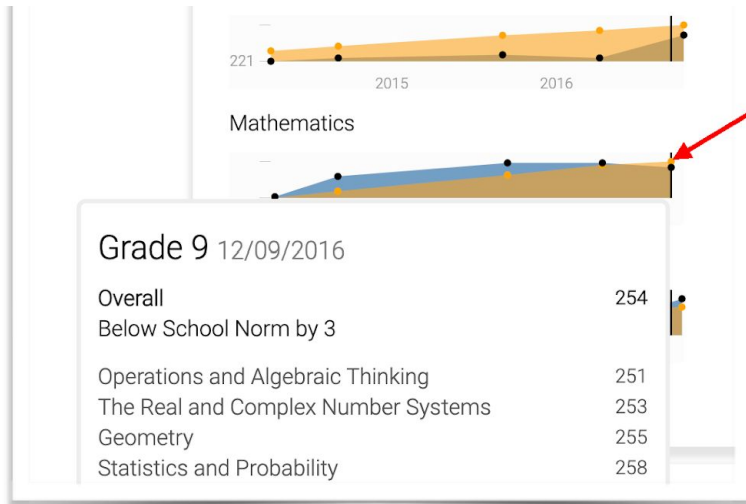 221
2015 2016
Mathematics
Grade 9 12/09/2016
Overall 254
Below School Norm by 3
Operations and Algebraic Thinking 251
The Real and Complex Number Systems 253
Geometry 255
Statistics and Probability 258